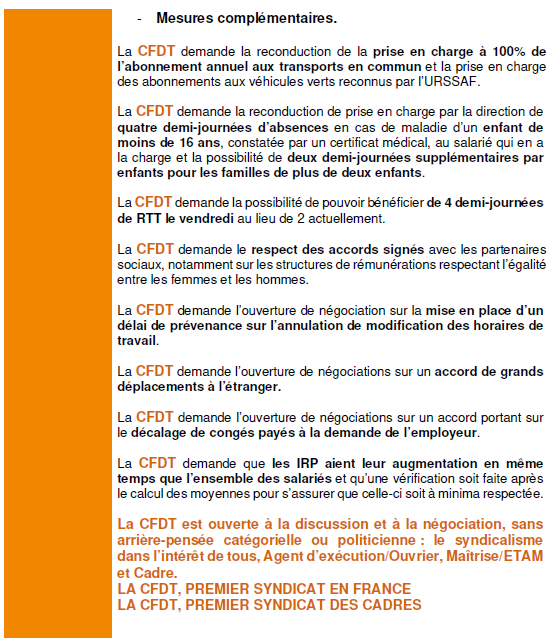 - Mesures complémentaires.
La CFDT demande la reconduction de la prise en charge à 100% de
l'abonnement annuel aux transports en commun et la prise en charge
des abonnements aux véhicules verts reconnus par l'URSSAF.
La CFDT demande la reconduction de prise en charge par la direction de
quatre demi-journées d'absences en cas de maladie d'un enfant de
moins de 16 ans, constatée par un certificat médical, au salarié qui en a
la charge et la possibilité de deux demi-journées supplémentaires par
enfants pour les familles de plus de deux enfants.
La CFDT demande la possibilité de pouvoir bénéficier de 4 demi-journées
de RTT le vendredi au lieu de 2 actuellement.
La CFDT demande le respect des accords signés avec les partenaires
sociaux, notamment sur les structures de rémunérations respectant l'égalité
entre les femmes et les hommes.
La CFDT demande l'ouverture de négociation sur la mise en place d'un
délai de prévenance sur l'annulation de modification des horaires de
travail.
La CFDT demande l'ouverture de négociations sur un accord de grands
déplacements à l'étranger.
La CFDT demande l'ouverture de négociations sur un accord portant sur
le décalage de congés payés à la demande de l'employeur.
La CFDT demande que les IRP aient leur augmentation en même
temps que l'ensemble des salariés et qu'une vérification soit faite après
le calcul des moyennes pour s'assurer que celle-ci soit à minima respectée.
La CFDT est ouverte à la discussion et à la négociation, sans
arrière-pensée catégorielle ou politicienne : le syndicalisme
dans l'intérêt de tous, Agent d'exécution/Ouvrier, Maîtrise/ETAM
et Cadre.
LA CFDT, PREMIER SYNDICAT EN FRANCE
LA CFDT, PREMIER SYNDICAT DES CADRES